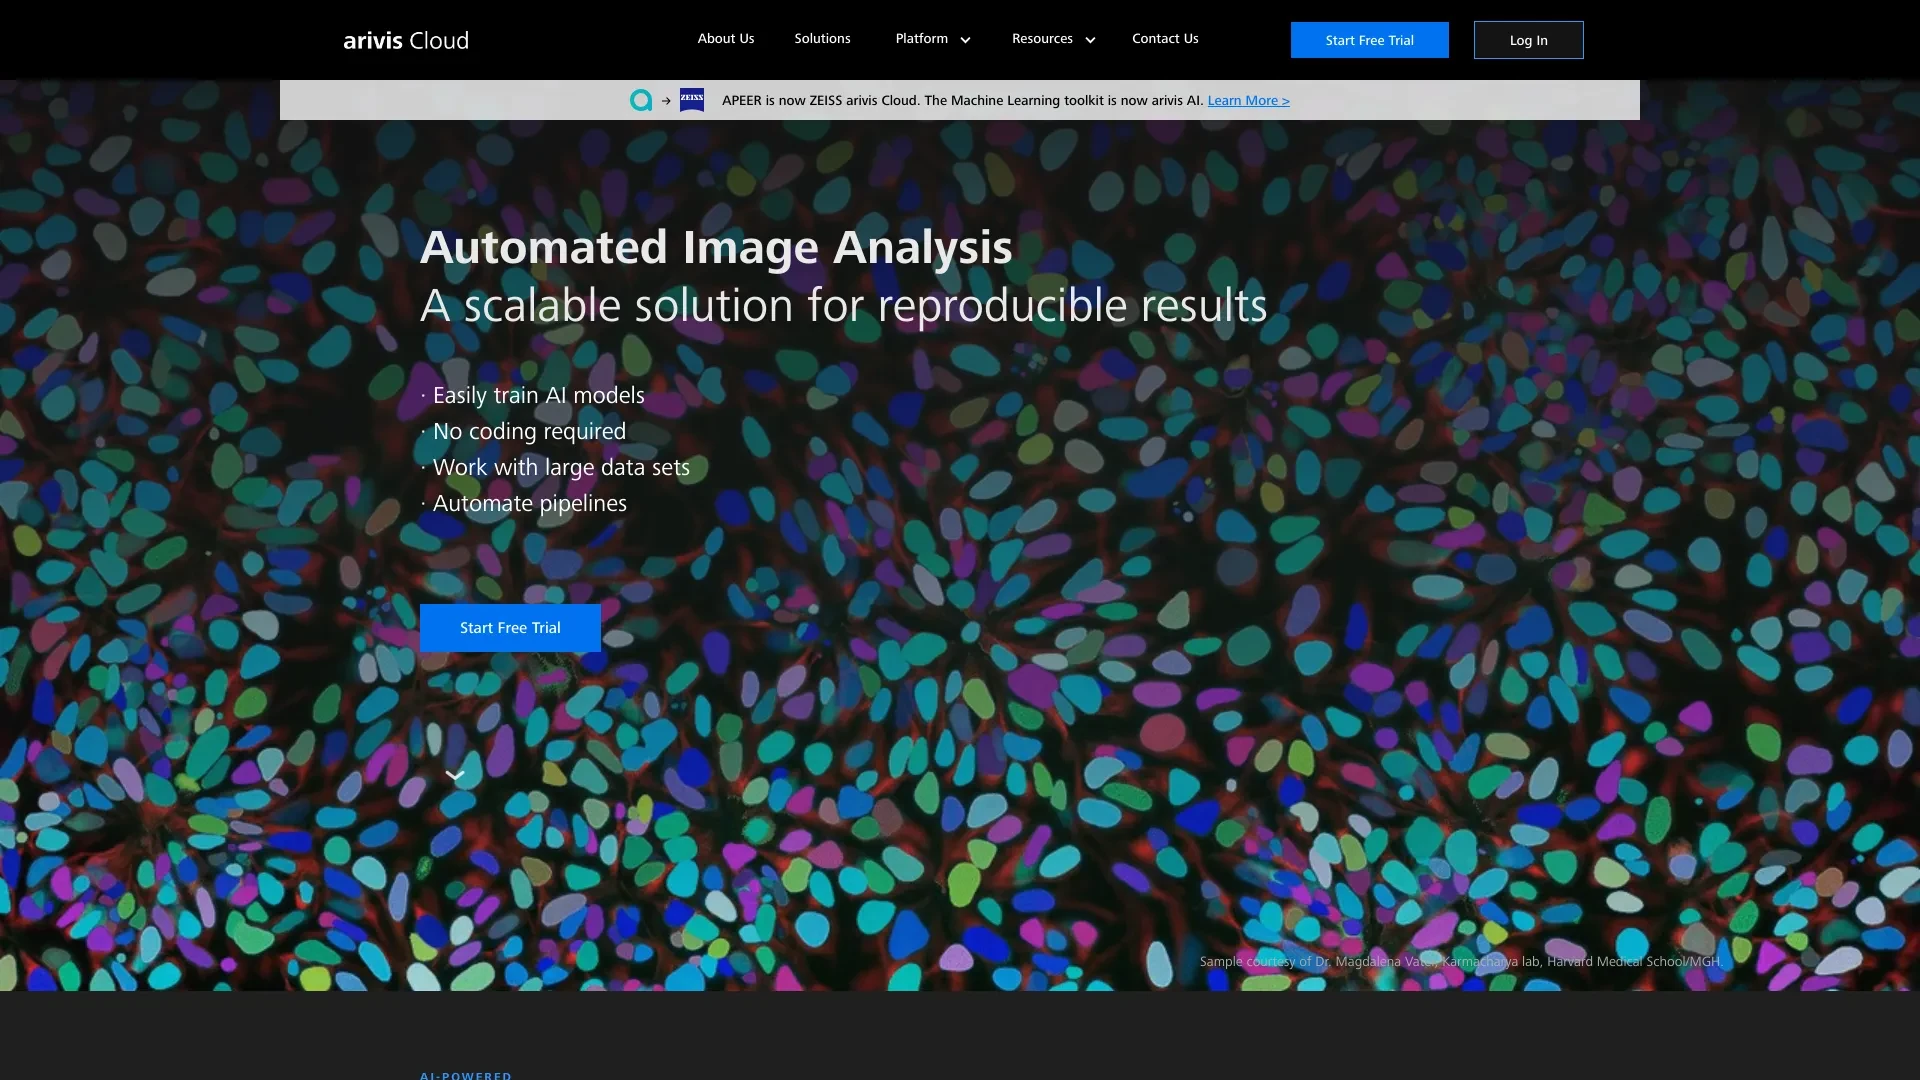 arivis Cloud
About Us
Solutions
Platform
Resources
Contact Us
Start Free Trial
Log In
ZEISS
APEER is now ZEISS arivis Cloud. The Machine Learning toolkit is now arivis AI. Learn More >
Automated Image Analysis
A scalable solution for reproducible results
· Easily train AI models
· No coding required
· Work with large data sets
· Automate pipelines
Start Free Trial
Sample courtesy of Dr. Magdalena Karmacharya lab, Harvard Medical School/MGH.
AI-POWERED